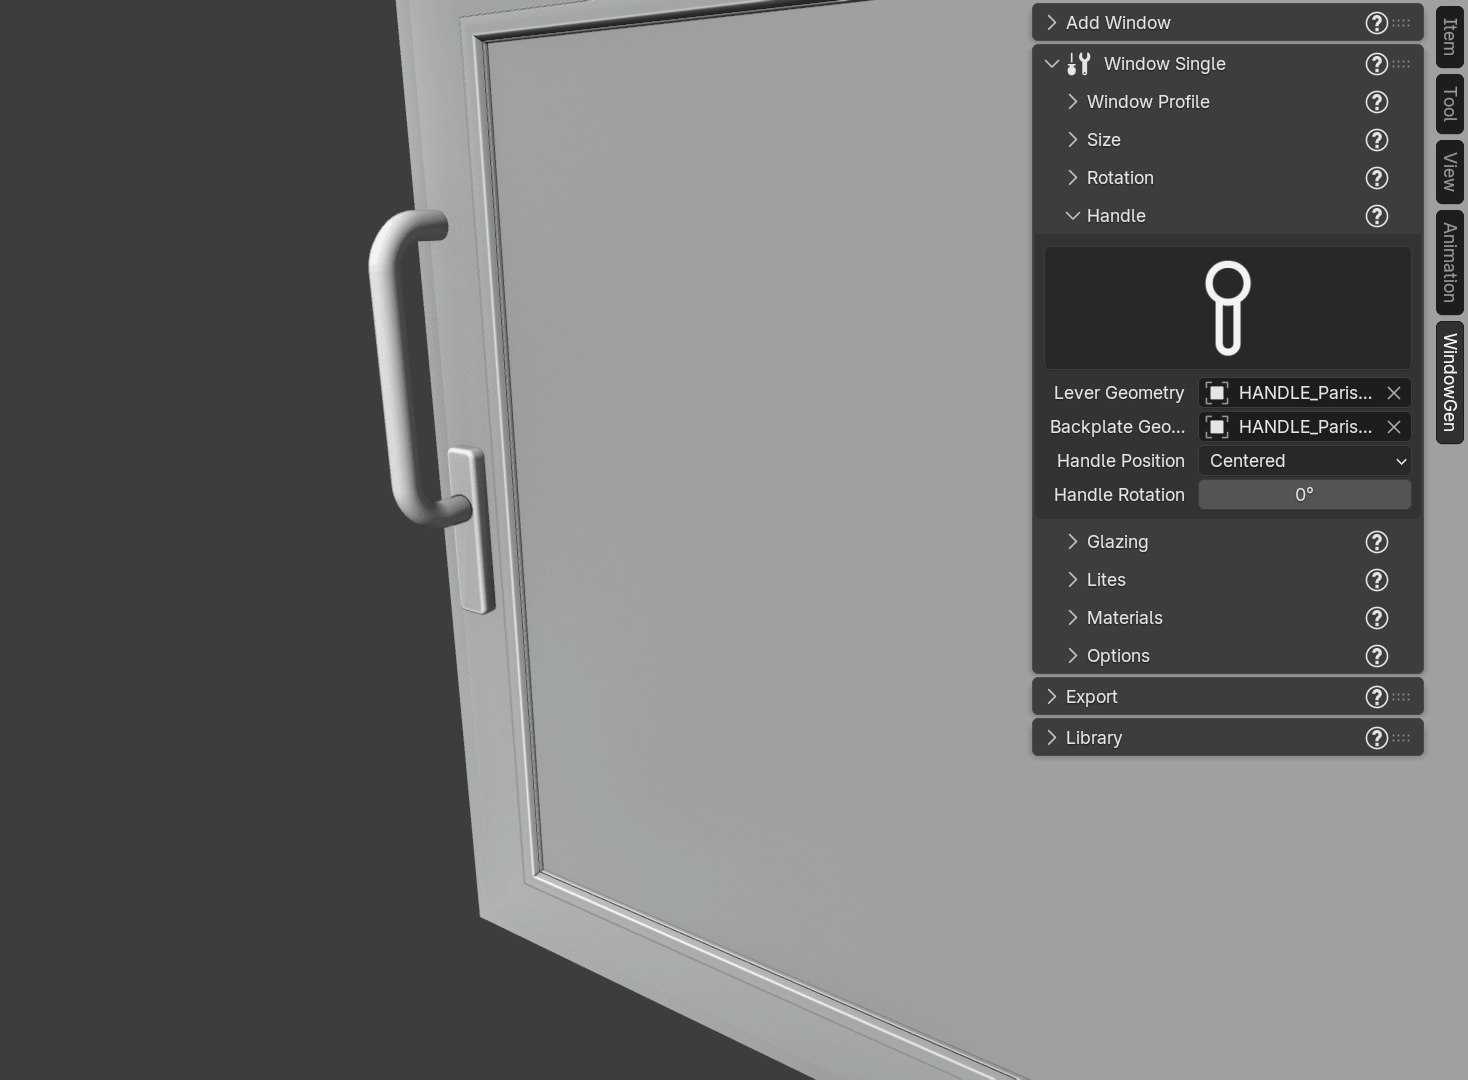 Add Window
Window Single
Window Profile
Size
Rotation
Handle
Lever Geometry HANDLE_Paris...
Backplate Geo... HANDLE_Paris...
Handle Position Centered
Handle Rotation 0°
Glazing
Lites
Materials
Options
Export
Library
Item
Tool
View
Animation
WindowGen